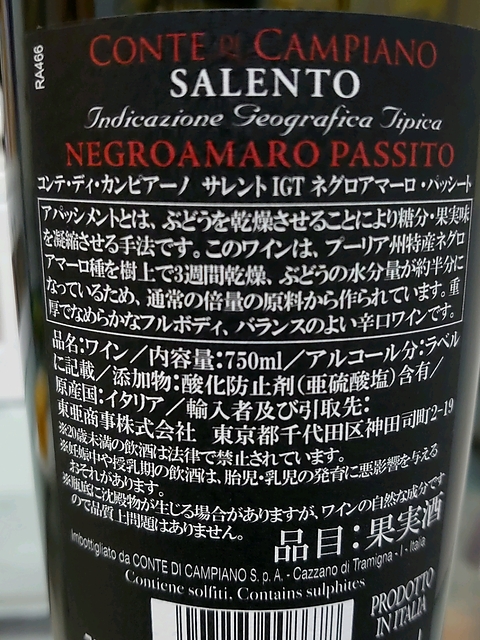 RA466
CONTE DI CAMPIANO
SALENTO
Indicazione Geografica Tipica
NEGROAMARO PASSITO
コンテ・ディ・カンピアーノ サレント IGT ネグロアマーロ・パッシート
アパッシメントとは、ぶどうを乾燥させることにより糖分・果実味
を凝縮させる手法です。このワインは、プーリア州特産ネグロ
アマーロ種を樹上で3週間乾燥、ぶどうの水分量が約半分に
なっているため、通常の倍量の原料から作られています。重
厚でなめらかなフルボディ、バランスのよい辛口ワインです。
品名:ワイン/内容量:750ml/アルコール分:ラベル
に記載/添加物:酸化防止剤(亜硫酸塩)含有/
原産国:イタリア/輸入者及び引取先:
東亜商事株式会社 東京都千代田区神田司町2-19
※20歳未満の飲酒は法律で禁止されています。
※妊娠中や授乳期の飲酒は、胎児・乳児の発育に悪影響を与える
おそれがあります。
※瓶底に沈殿物が生じる場合がありますが、ワインの自然な成分です
ので品質上問題はありません。
品目:果実酒
Imbottigliato da CONTE DI CAMPIANO S.p.A. - Cazzano di Tramigna - I - Italia
Contiene solfiti, Contains sulphites
PRODOTTO
IN ITALIA